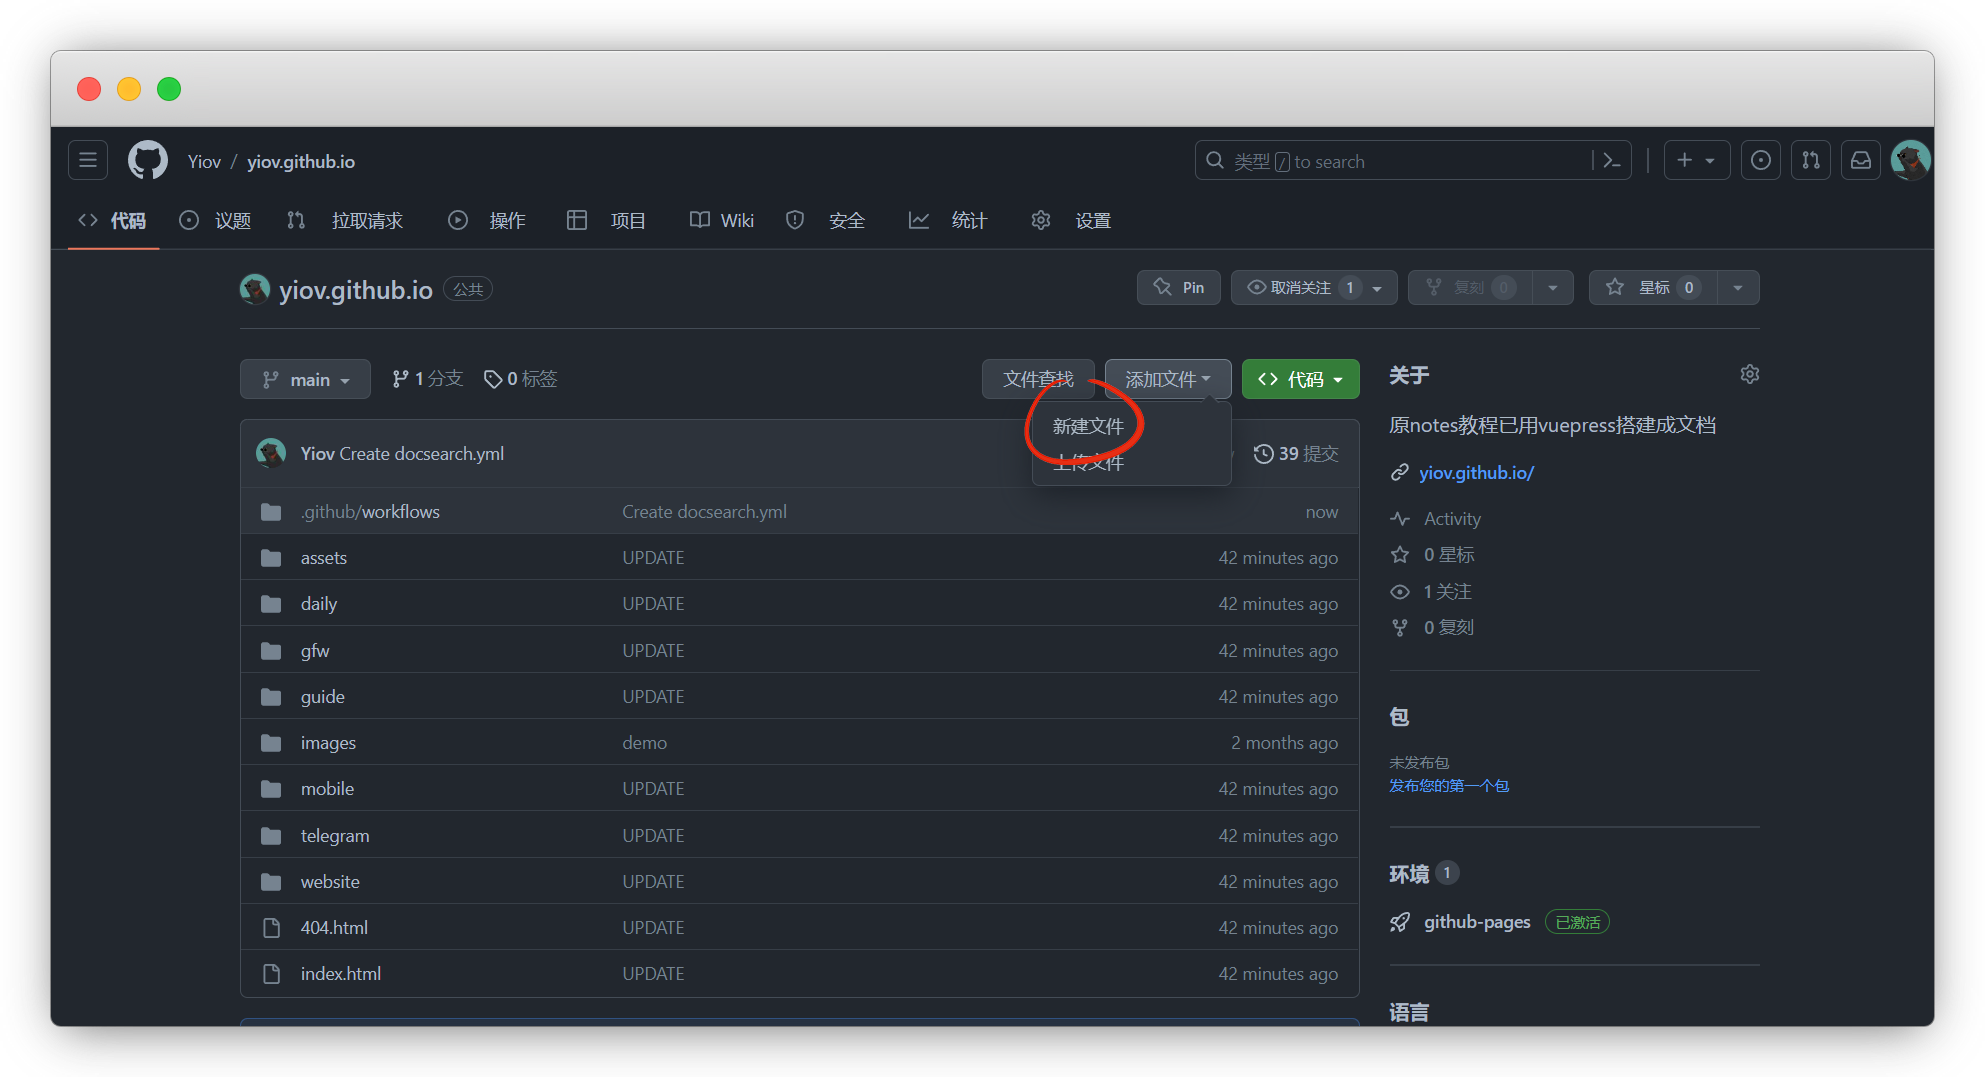 Yiov / yiov.github.io
类型 / to search
代码 议题 拉取请求 操作 项目 Wiki 安全 统计 设置
yiov.github.io 公共
Pin 取消关注 1 复刻 0 星标 0
main 1 分支 0 标签
文件查找 添加文件 代码
新建文件
上传文件
Yiov Create docsearch.yml 39 提交
.github/workflows Create docsearch.yml now
assets UPDATE 42 minutes ago
daily UPDATE 42 minutes ago
gfw UPDATE 42 minutes ago
guide UPDATE 42 minutes ago
images demo 2 months ago
mobile UPDATE 42 minutes ago
telegram UPDATE 42 minutes ago
website UPDATE 42 minutes ago
404.html UPDATE 42 minutes ago
index.html UPDATE 42 minutes ago
关于
原notes教程已用vuepress搭建成文档
yiov.github.io/
Activity
0 星标
1 关注
0 复刻
包
未发布包
发布您的第一个包
环境 1
github-pages 已激活
语言